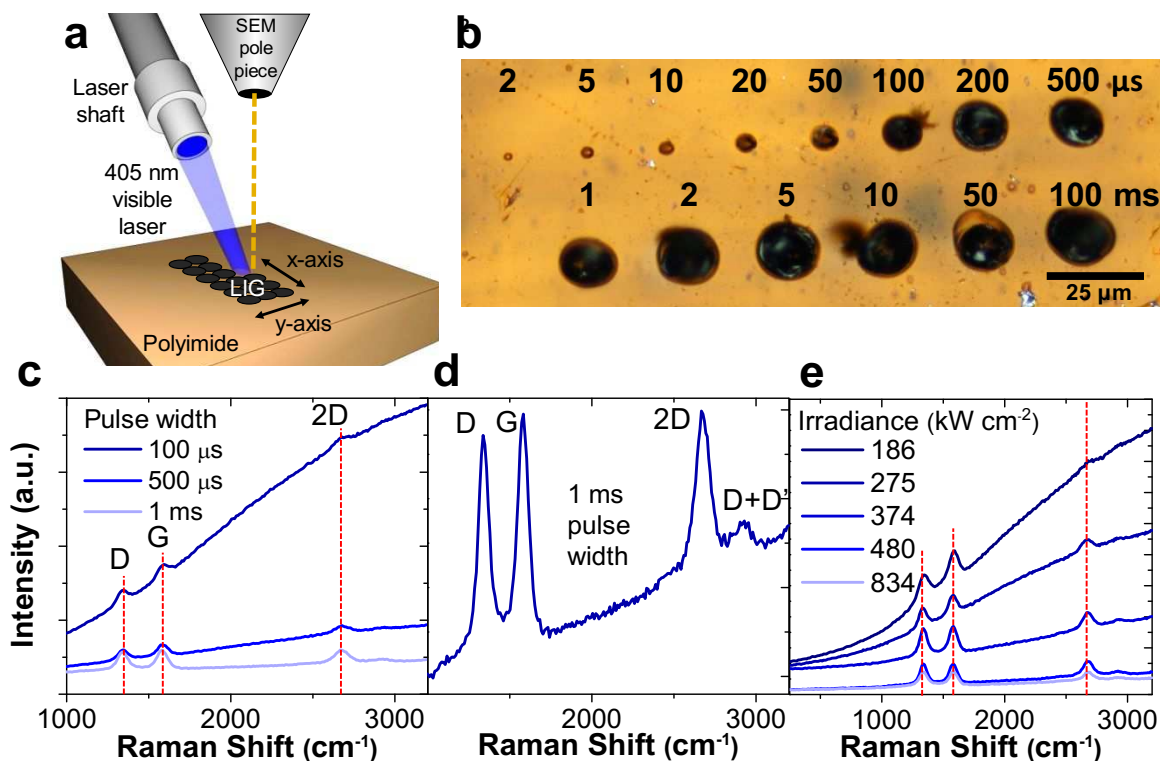 a
SEM
pole
piece
Laser
shaft
405 nm
visible
laser
x-axis
LIG
y-axis
Polyimide
b
2 5 10 20 50 100 200 500 µs
1 2 5 10 50 100 ms
25 µm
c
Pulse width
100 µs
500 µs
1 ms
D
G
2D
Intensity (a.u.)
1000 2000 3000
Raman Shift (cm-1)
d
D G 2D
D+D'
1 ms
pulse
width
2000 3000
Raman Shift (cm-1)
e
Irradiance (kW cm-2)
186
275
374
480
834
1000 2000 3000
Raman Shift (cm-1)